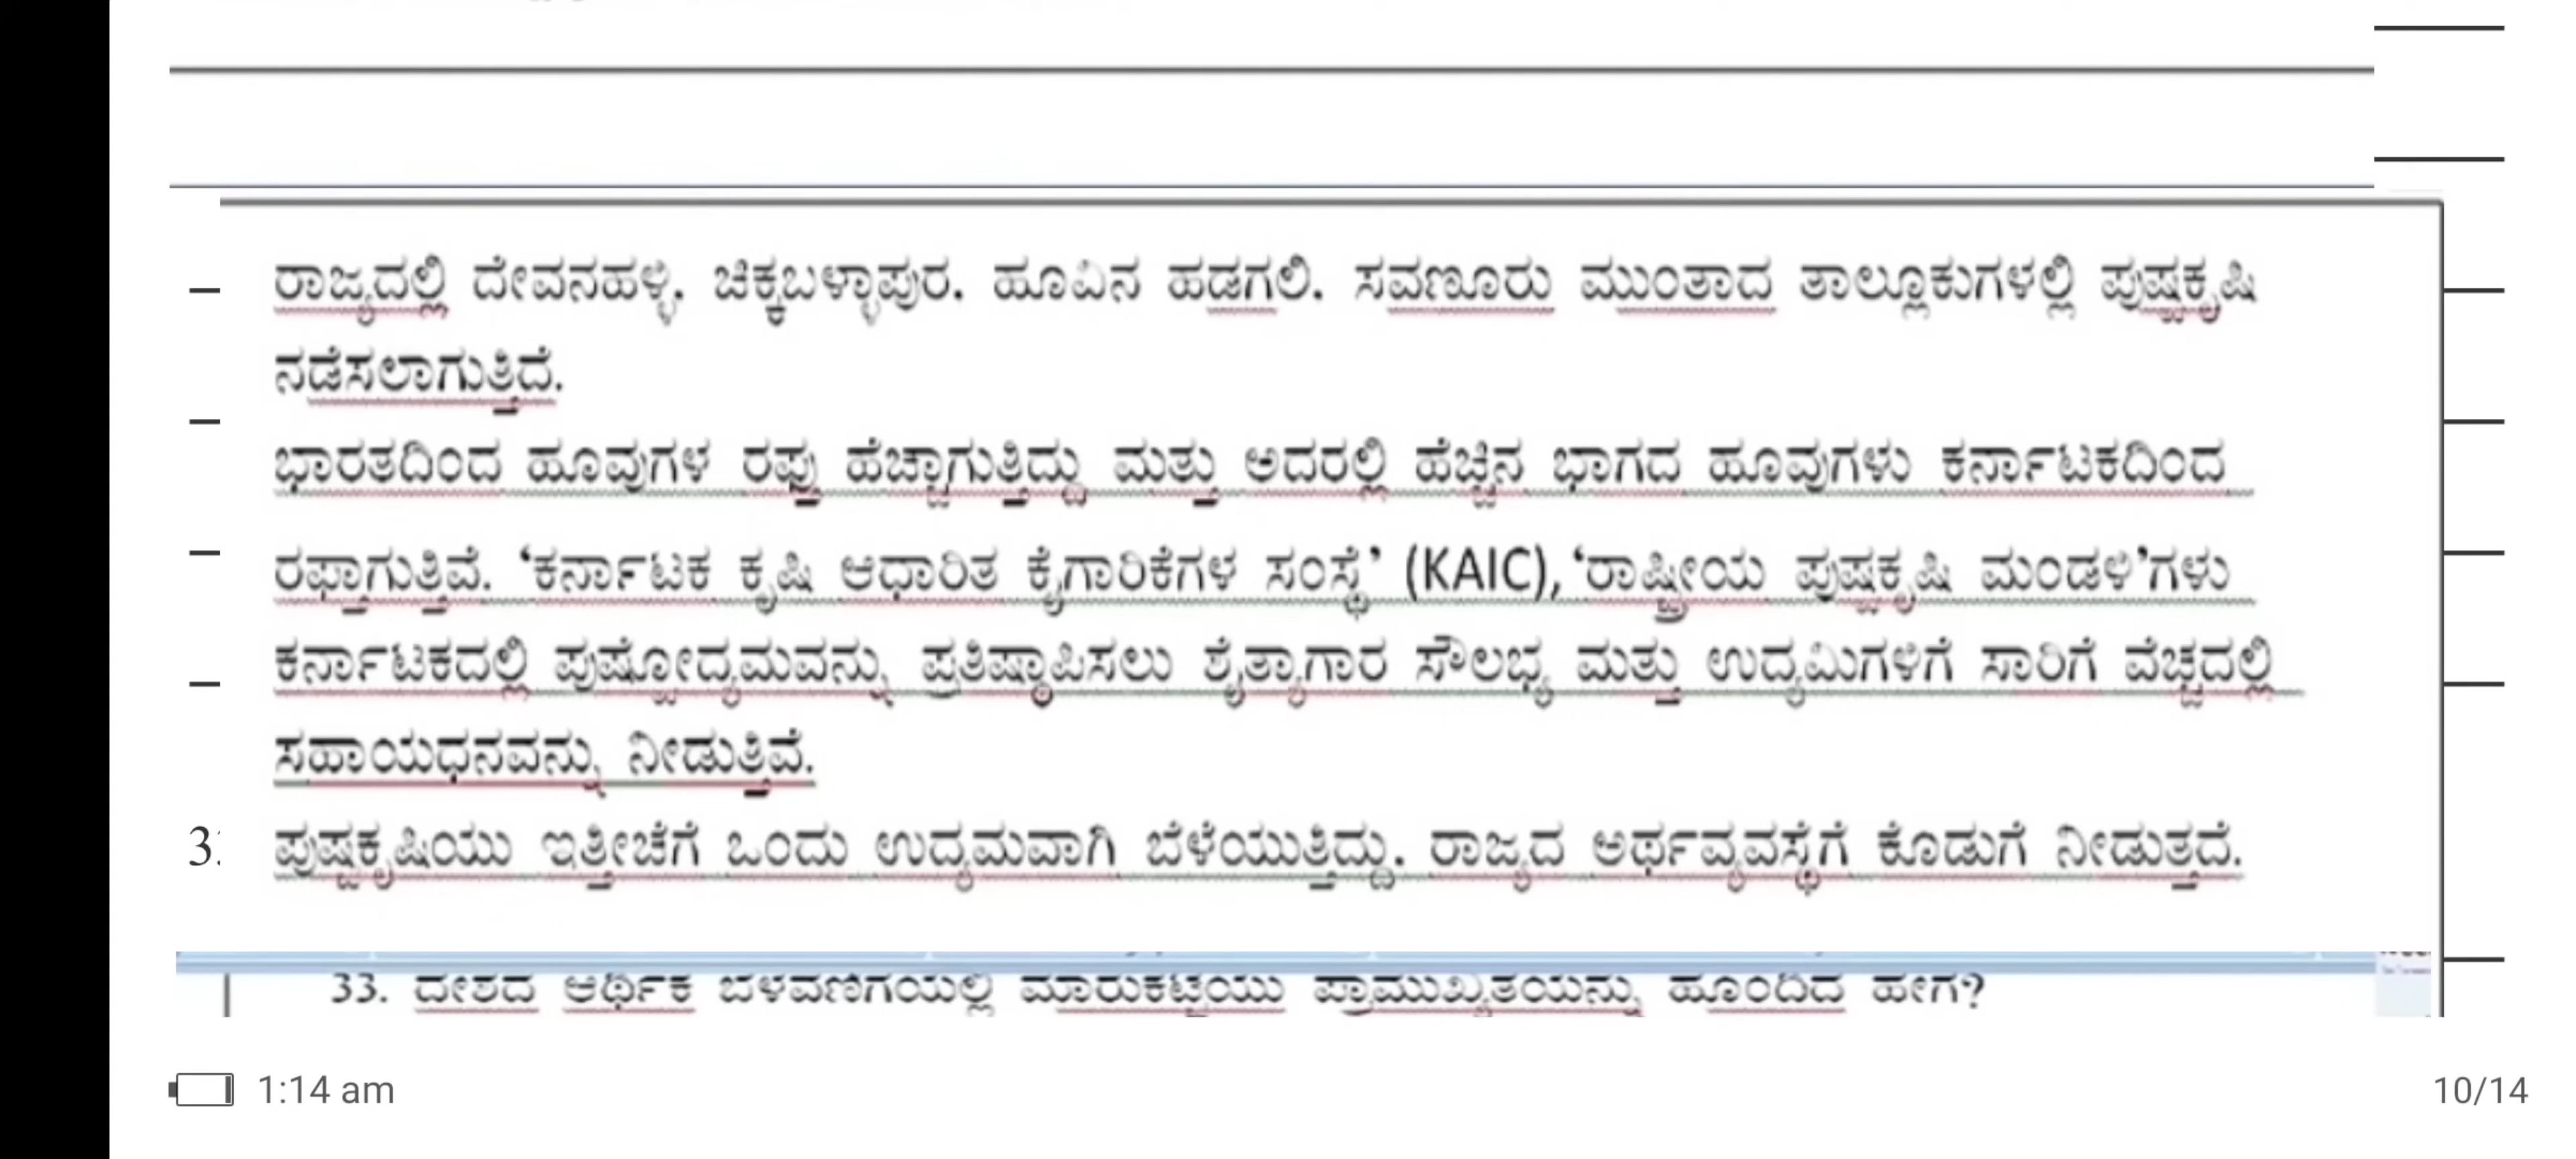 ರಾಜ್ಯದಲ್ಲಿ ದೇವನಹಳ್ಳಿ. ಚಿಕ್ಕಬಳ್ಳಾಪುರ. ಹೂವಿನ ಹಡಗಲಿ. ಸವಣೂರು ಮುಂತಾದ ತಾಲ್ಲೂಕುಗಳಲ್ಲಿ ಪುಷ್ಪಕೃಷಿ
ನಡೆಸಲಾಗುತ್ತಿದೆ.
ಭಾರತದಿಂದ ಹೂವುಗಳ ರಫ್ತು ಹೆಚ್ಚಾಗುತ್ತಿದ್ದು ಮತ್ತು ಅದರಲ್ಲಿ ಹೆಚ್ಚಿನ ಭಾಗದ ಹೂವುಗಳು ಕರ್ನಾಟಕದಿಂದ
ರಫ್ತಾಗುತ್ತಿವೆ. ‘ಕರ್ನಾಟಕ ಕೃಷಿ ಆಧಾರಿತ ಕೈಗಾರಿಕೆಗಳ ಸಂಸ್ಥೆ’ (KAIC), ‘ರಾಷ್ಟ್ರೀಯ ಪುಷ್ಪಕೃಷಿ ಮಂಡಳಿ’ಗಳು
ಕರ್ನಾಟಕದಲ್ಲಿ ಪುಷ್ಪೋದ್ಯಮವನ್ನು ಪ್ರತಿಷ್ಠಾಪಿಸಲು ಶೈತ್ಯಾಗಾರ ಸೌಲಭ್ಯ ಮತ್ತು ಉದ್ಯಮಿಗಳಿಗೆ ಸಾರಿಗೆ ವೆಚ್ಚದಲ್ಲಿ
ಸಹಾಯಧನವನ್ನು ನೀಡುತ್ತಿವೆ.
ಪುಷ್ಪಕೃಷಿಯು ಇತ್ತೀಚೆಗೆ ಒಂದು ಉದ್ಯಮವಾಗಿ ಬೆಳೆಯುತ್ತಿದ್ದು. ರಾಜ್ಯದ ಅರ್ಥವ್ಯವಸ್ಥೆಗೆ ಕೊಡುಗೆ ನೀಡುತ್ತದೆ.
33. ದೇಶದ ಆರ್ಥಿಕ ಬೆಳವಣಿಗೆಯಲ್ಲಿ ಮಾರುಕಟ್ಟೆಯು ಪ್ರಾಮುಖ್ಯತೆಯನ್ನು ಹೊಂದಿದೆ ಹೇಗೆ?
1:14 am
10/14